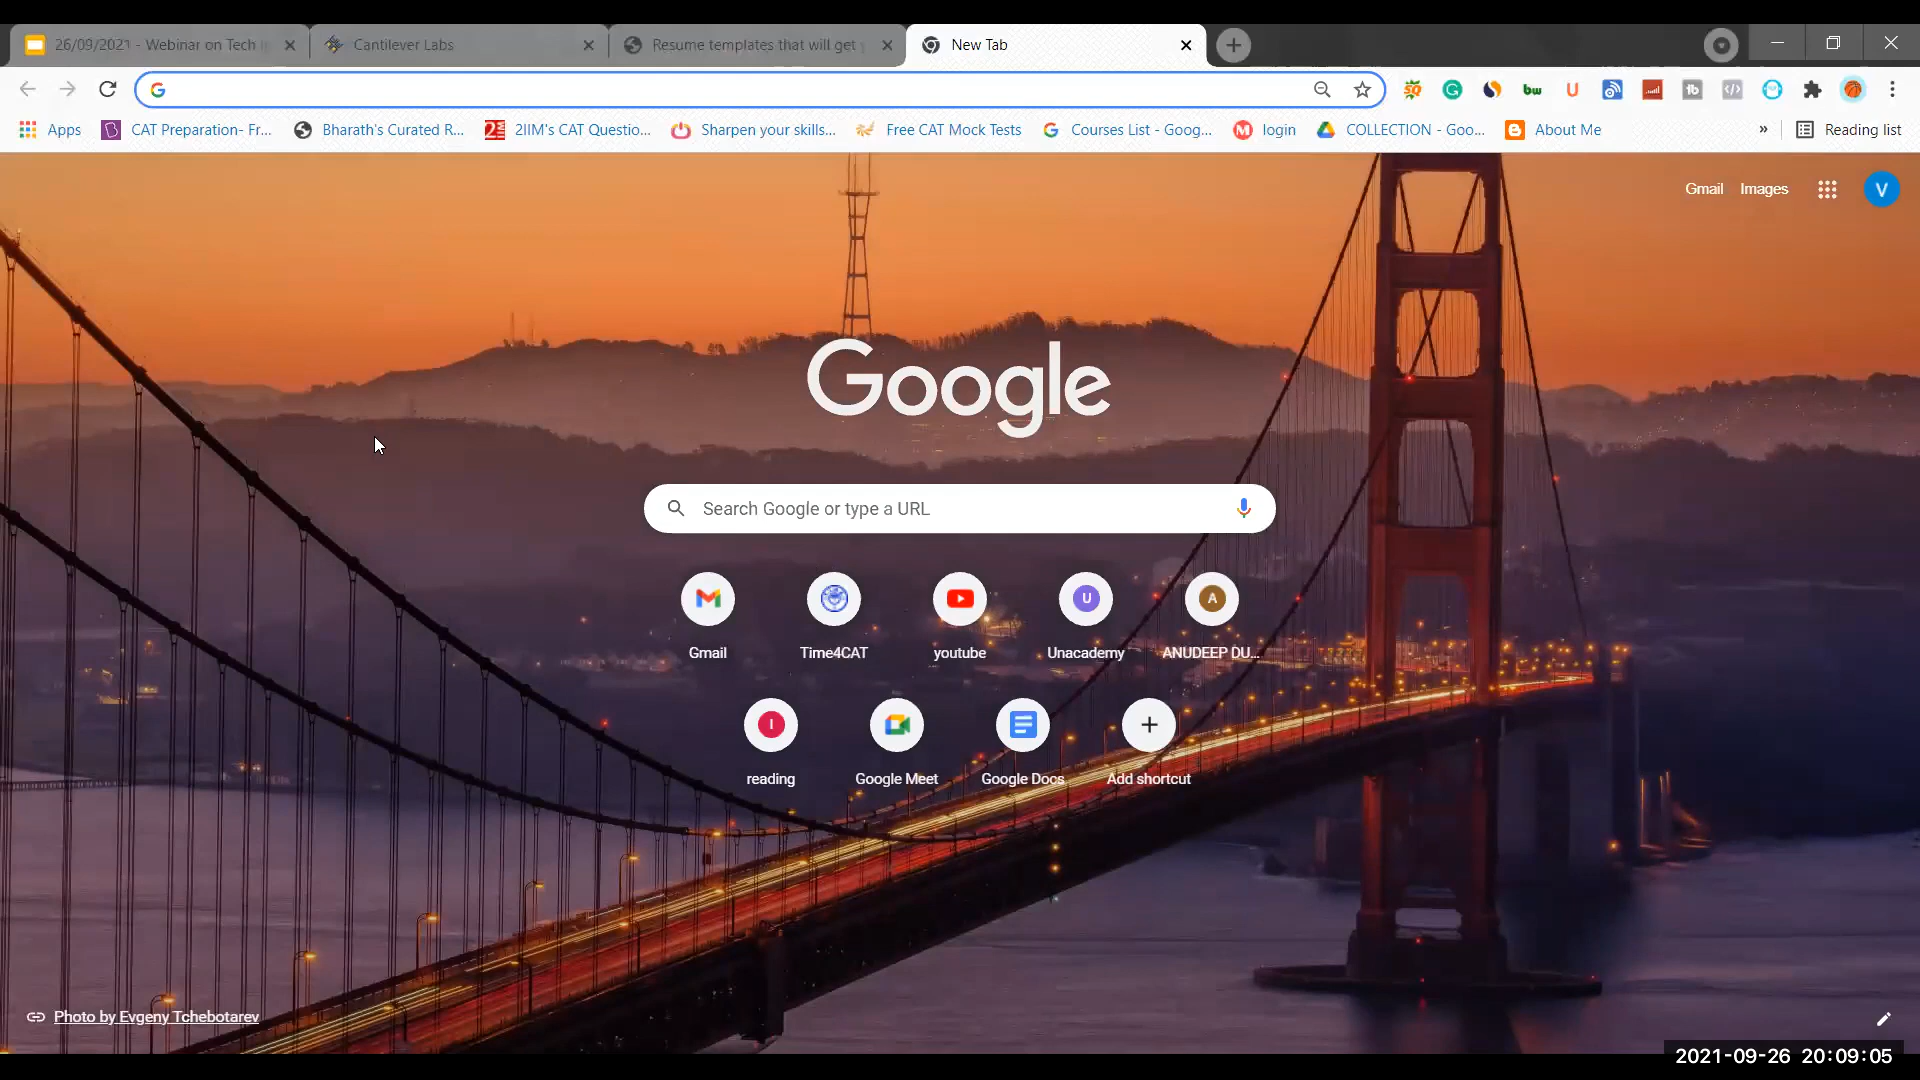 26/09/2021 - Webinar on Tech
Cantilever Labs
Resume templates that will get
New Tab
Apps
CAT Preparation- Fr...
Bharath's Curated R...
2IIM's CAT Questio...
Sharpen your skills...
Free CAT Mock Tests
Courses List - Goog...
login
COLLECTION - Goo...
About Me
»
Reading list
Gmail
Images
V
Google
Search Google or type a URL
U
A
Gmail
Time4CAT
youtube
Unacademy
ANUDEEP DU...
I
reading
Google Meet
Google Docs
Add shortcut
Photo by Evgeny Tchebotarev
2021-09-26 20:09:05